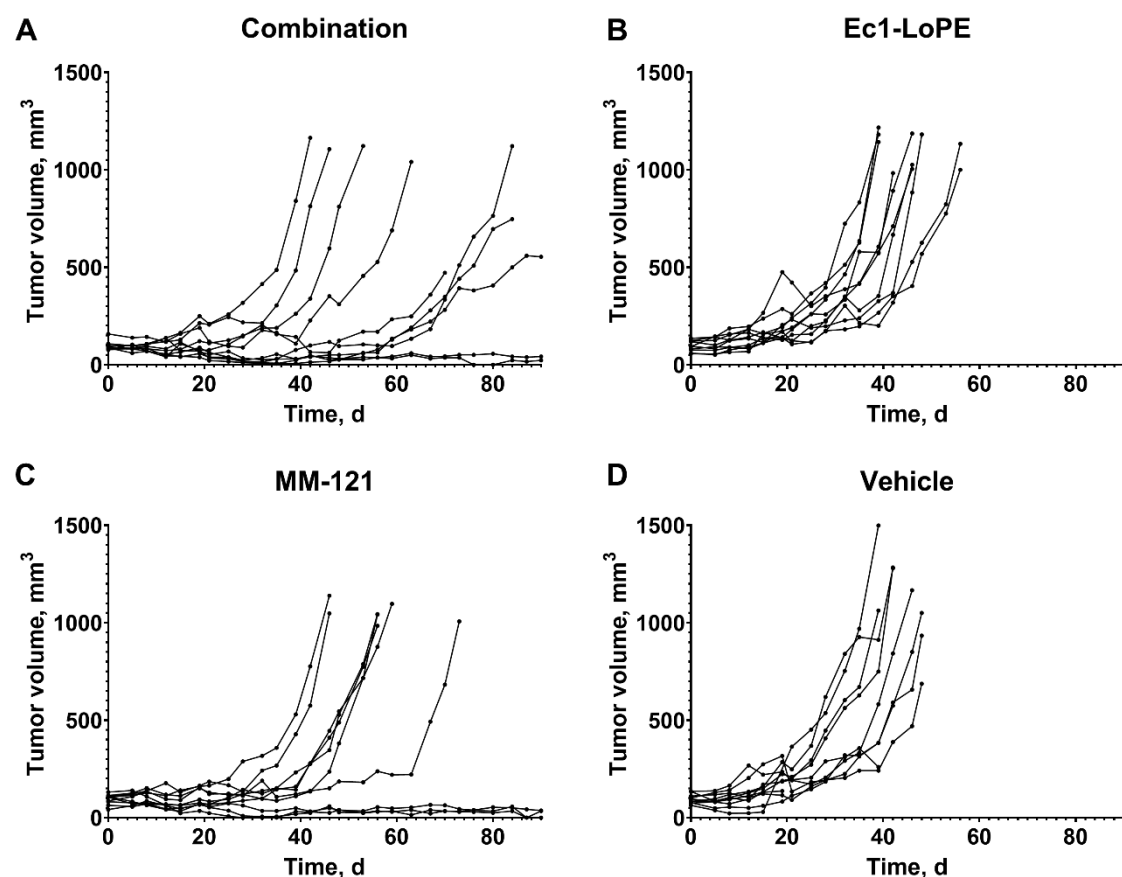 A
Combination
Tumor volume, mm³
1500
1000
500
0
0 20 40 60 80
Time, d
B
Ec1-LoPE
Tumor volume, mm³
1500
1000
500
0
0 20 40 60 80
Time, d
C
MM-121
Tumor volume, mm³
1500
1000
500
0
0 20 40 60 80
Time, d
D
Vehicle
Tumor volume, mm³
1500
1000
500
0
0 20 40 60 80
Time, d